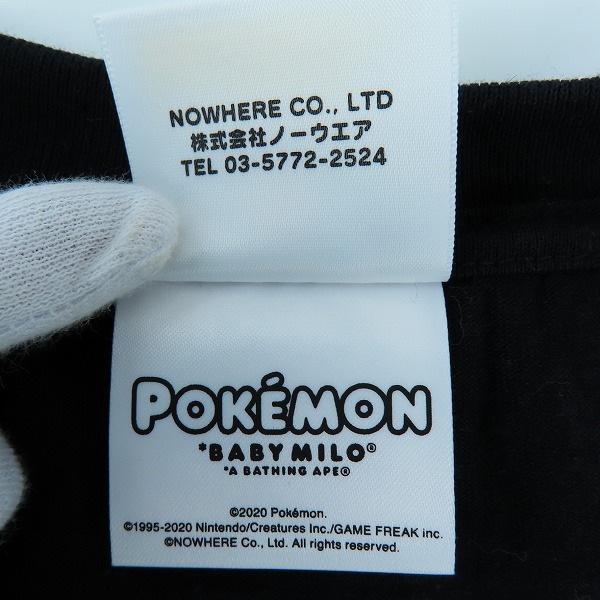 NOWHERE CO., LTD
株式会社ノーウエア
TEL 03-5772-2524
POKÉMON
*BABY MILO®
*A BATHING APE®
©2020 Pokémon.
©1995-2020 Nintendo/Creatures Inc./GAME FREAK inc.
©NOWHERE Co., Ltd. All rights reserved.